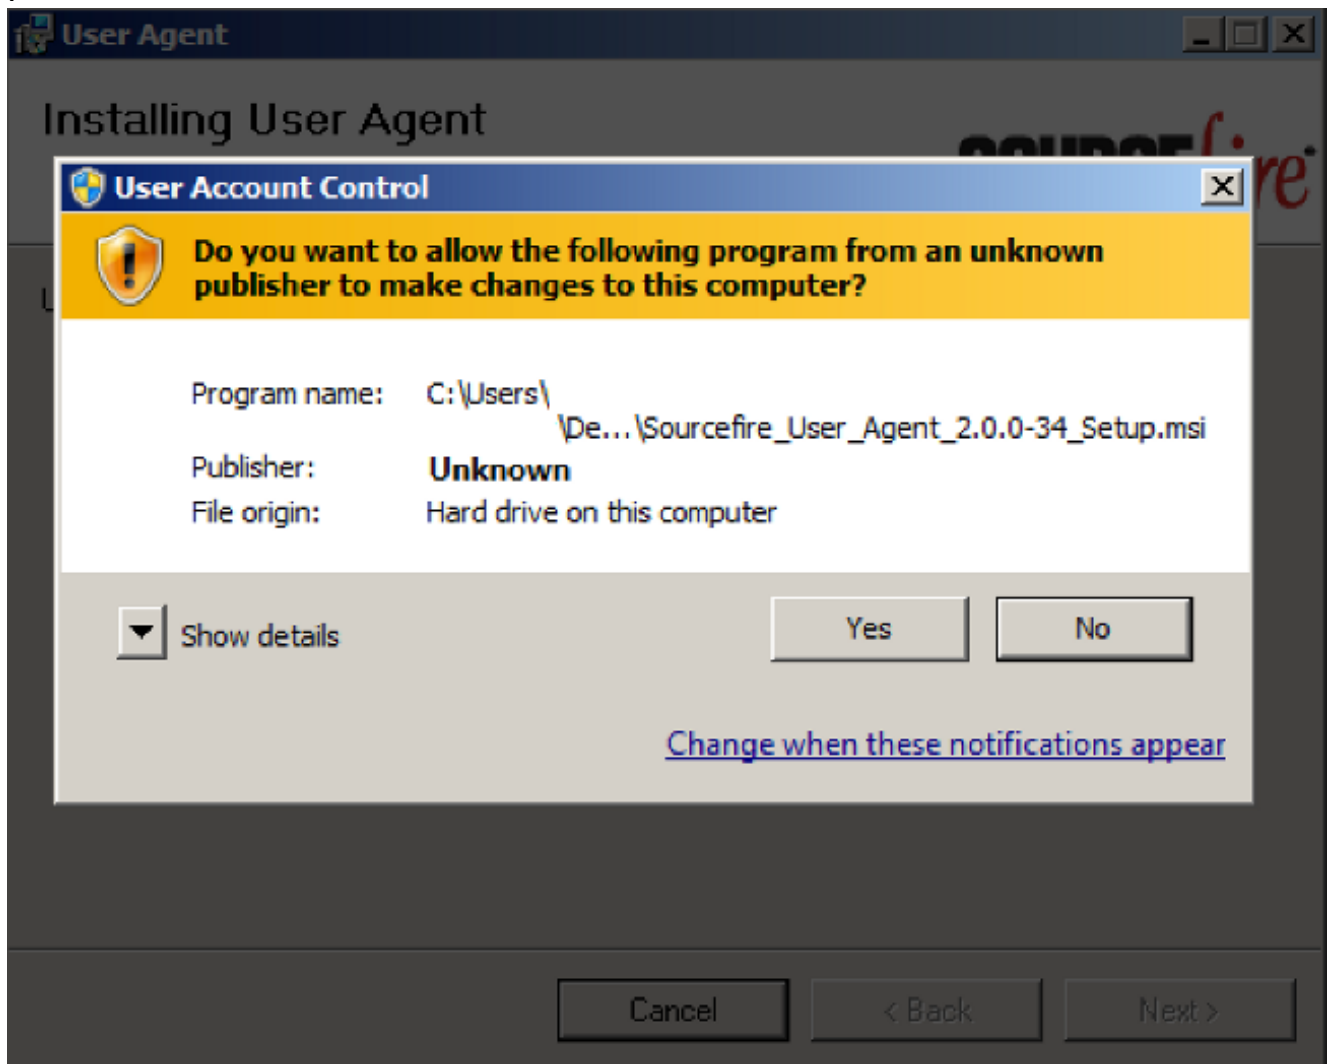 User Agent
Installing User Agent
User Account Control
Do you want to allow the following program from an unknown
publisher to make changes to this computer?
Program name: C:\Users\
\De...\Sourcefire_User_Agent_2.0.0-34_Setup.msi
Publisher: Unknown
File origin: Hard drive on this computer
Show details
Yes No
Change when these notifications appear
Cancel < Back Next >